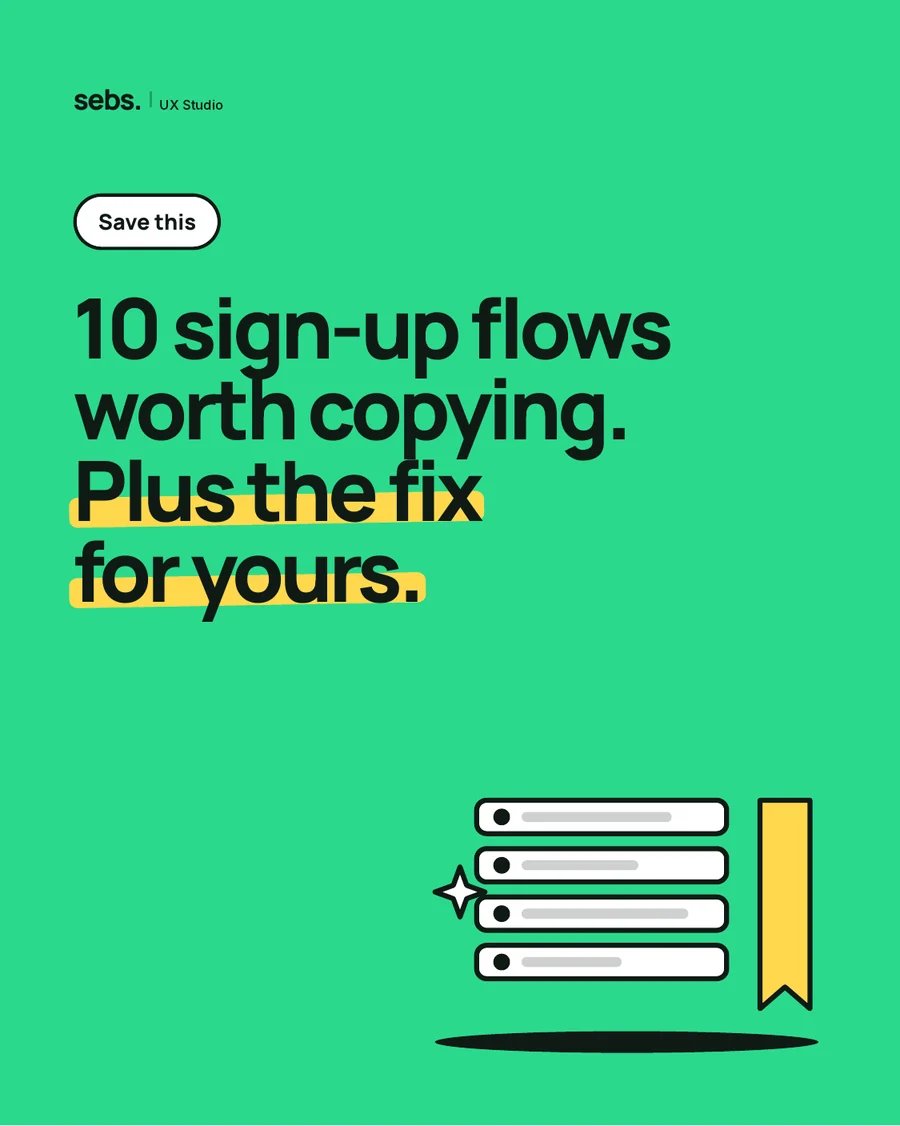 sebs. | UX Studio
Save this
10 sign-up flows
worth copying.
Plus the fix
for yours.